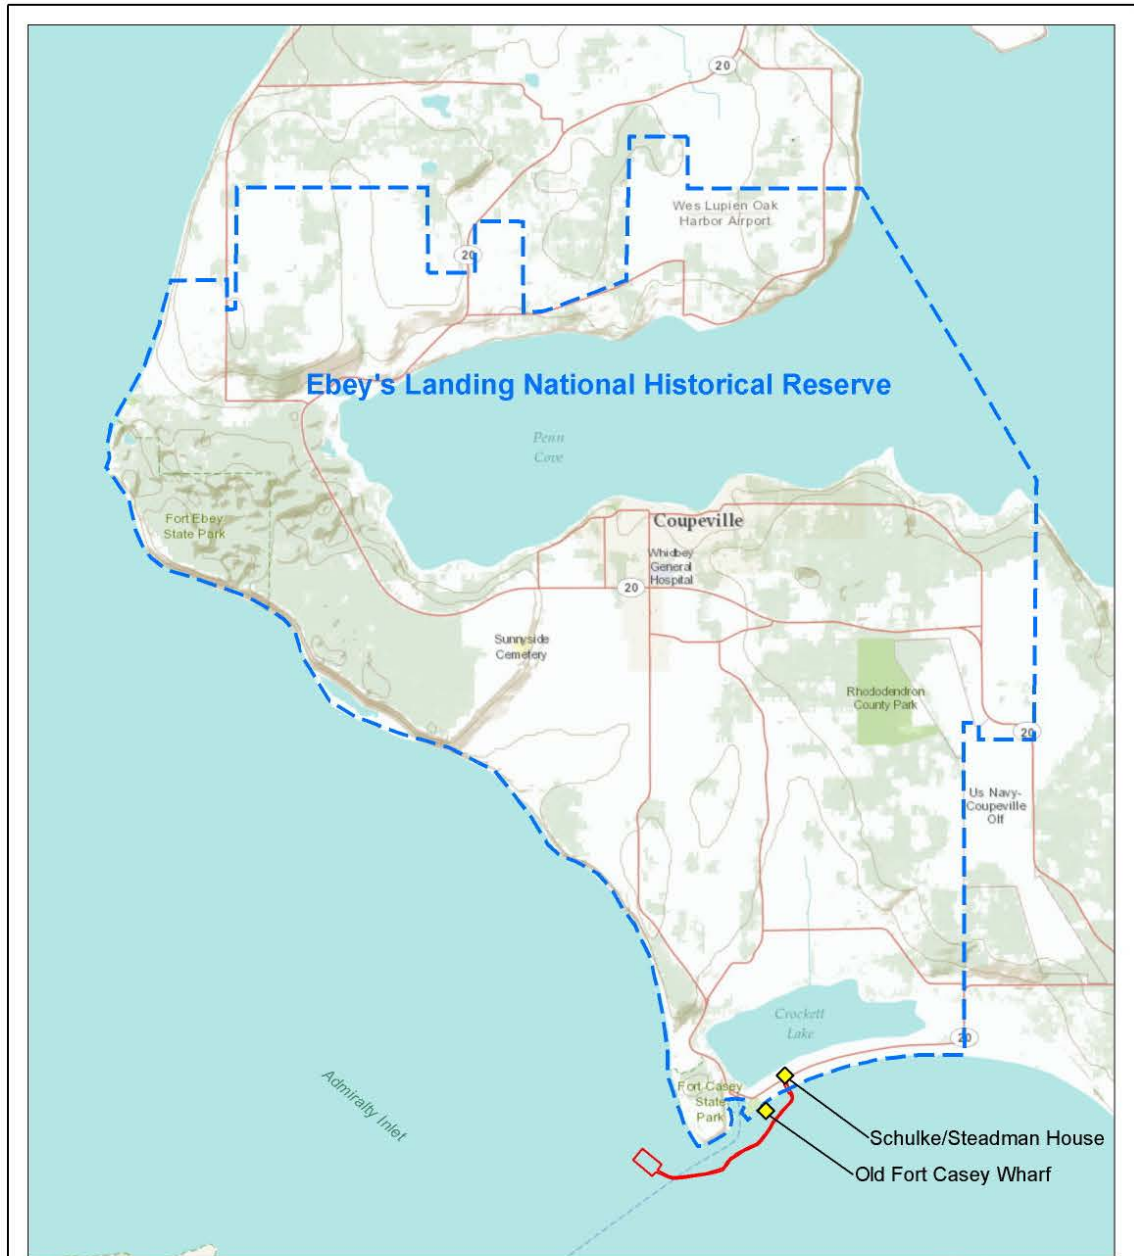 20
Wes Lupien Oak
Harbor Airport
20
Ebey's Landing National Historical Reserve
Penn
Cove
Fort Ebey
State Park
Coupeville
Whidbey
General
Hospital
20
Sunnyside
Cemetery
Rhododendron
County Park
20
Us Navy-
Coupeville
Olf
Crockett
Lake
20
Fort Casey
State
Park
Admiralty Inlet
Schulke/Steadman House
Old Fort Casey Wharf